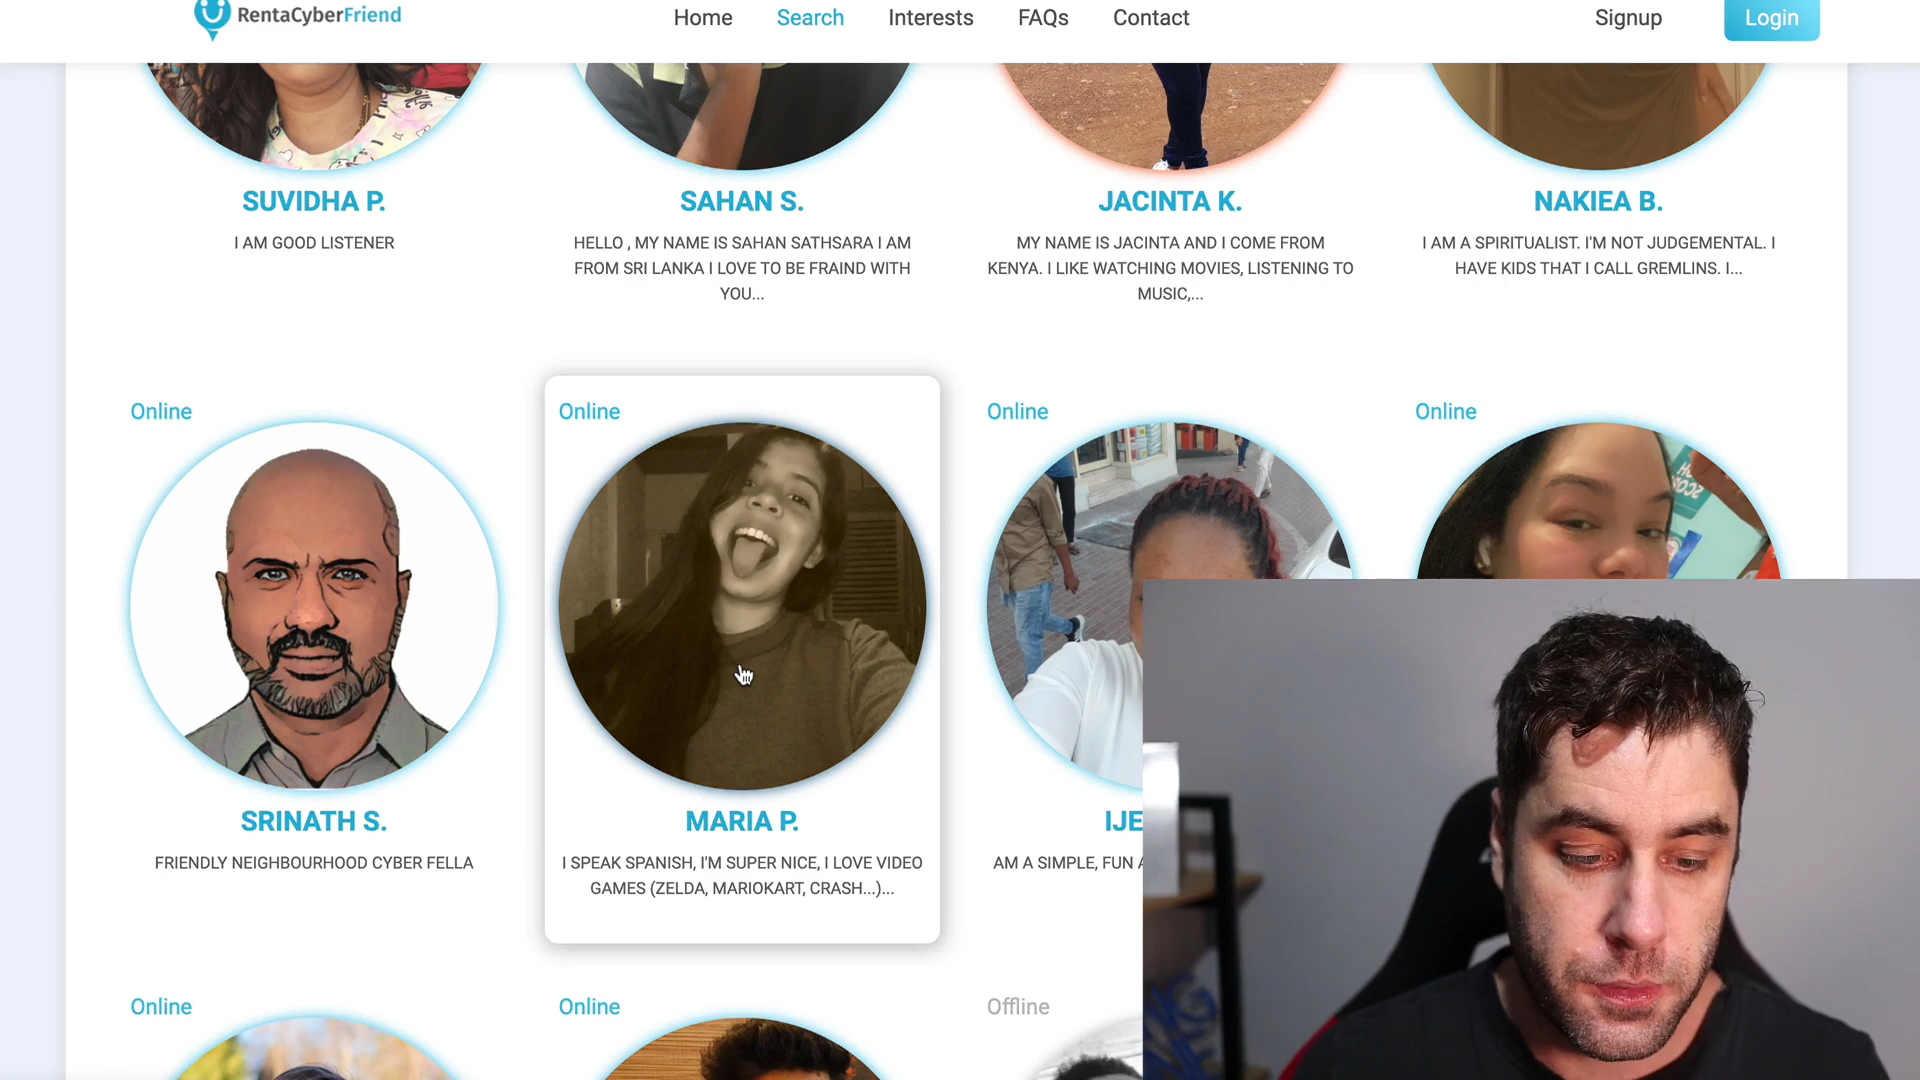 RentaCyberFriend
Home
Search
Interests
FAQs
Contact
Signup
Login
SUVIDHA P.
I AM GOOD LISTENER
SAHAN S.
HELLO , MY NAME IS SAHAN SATHSARA I AM
FROM SRI LANKA I LOVE TO BE FRAIND WITH
YOU...
JACINTA K.
MY NAME IS JACINTA AND I COME FROM
KENYA. I LIKE WATCHING MOVIES, LISTENING TO
MUSIC,...
NAKIEA B.
I AM A SPIRITUALIST. I'M NOT JUDGEMENTAL. I
HAVE KIDS THAT I CALL GREMLINS. I...
Online
SRINATH S.
FRIENDLY NEIGHBOURHOOD CYBER FELLA
Online
MARIA P.
I SPEAK SPANISH, I'M SUPER NICE, I LOVE VIDEO
GAMES (ZELDA, MARIOKART, CRASH...)...
Online
IJE
AM A SIMPLE, FUN
Online
Online
Online
Offline